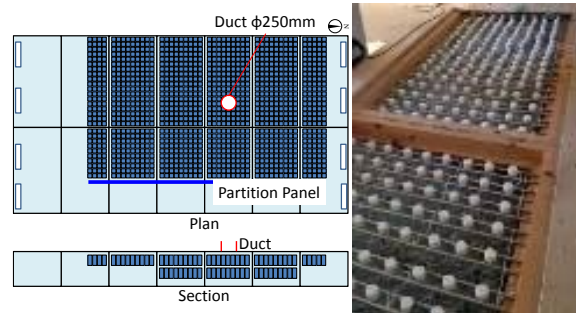 Duct φ250mm
N
Partition Panel
Plan
Duct
Section